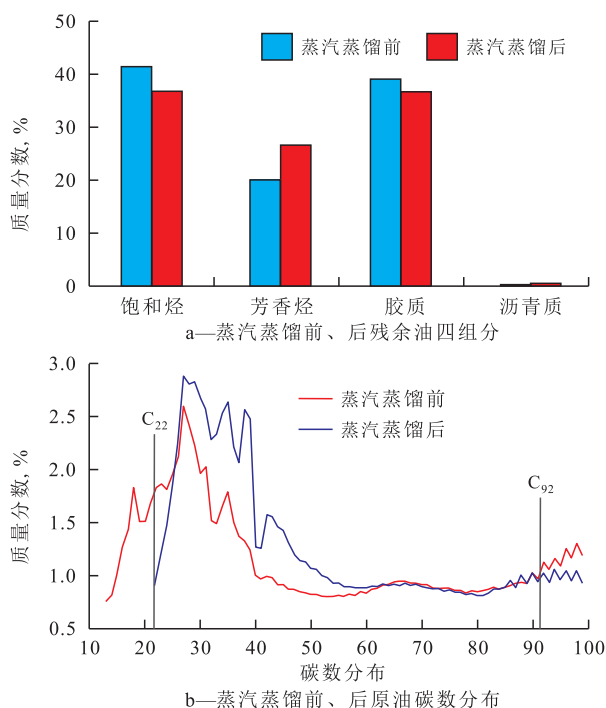 50
40
30
20
10
0
质量分数, %
蒸汽蒸馏前
蒸汽蒸馏后
饱和烃
芳香烃
胶质
沥青质
a—蒸汽蒸馏前、后残余油四组分
3.0
2.5
2.0
1.5
1.0
0.5
质量分数, %
C22
蒸汽蒸馏前
蒸汽蒸馏后
C92
10 20 30 40 50 60 70 80 90 100
碳数分布
b—蒸汽蒸馏前、后原油碳数分布